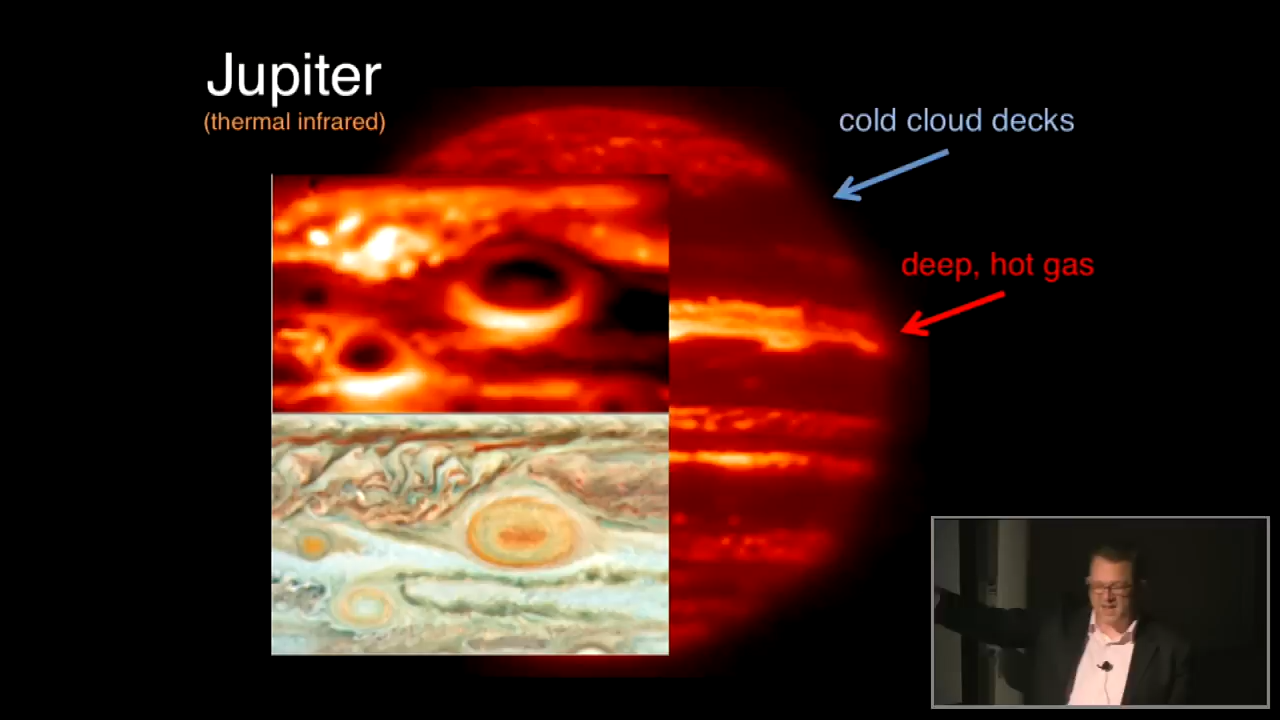 Jupiter
(thermal infrared)
cold cloud decks
deep, hot gas